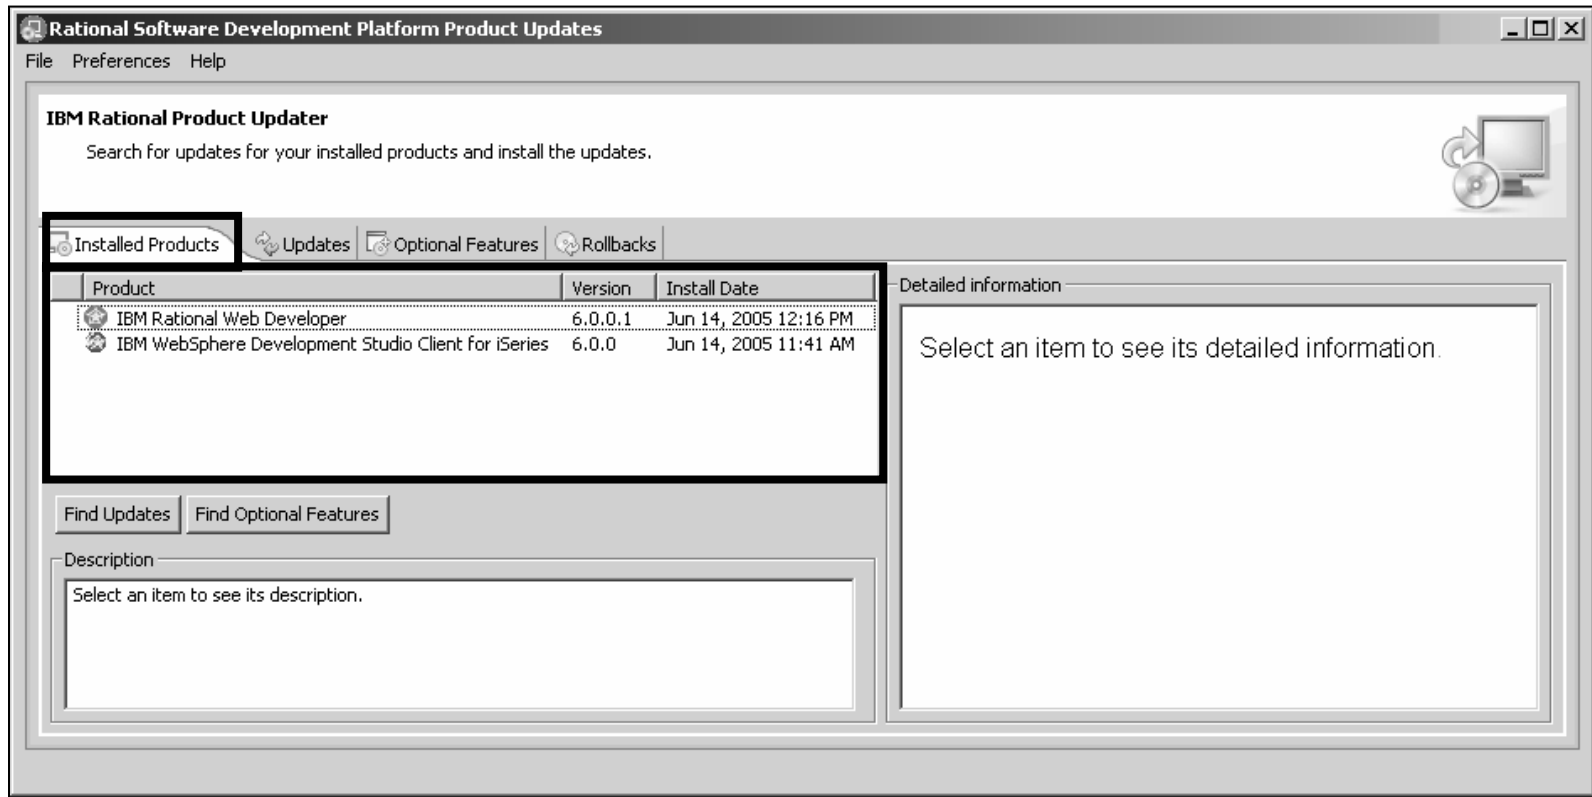 Rational Software Development Platform Product Updates
File Preferences Help
IBM Rational Product Updater
Search for updates for your installed products and install the updates.
Installed Products Updates Optional Features Rollbacks
Product Version Install Date
IBM Rational Web Developer 6.0.0.1 Jun 14, 2005 12:16 PM
IBM WebSphere Development Studio Client for iSeries 6.0.0 Jun 14, 2005 11:41 AM
Find Updates Find Optional Features
Description
Select an item to see its description.
Detailed information
Select an item to see its detailed information.